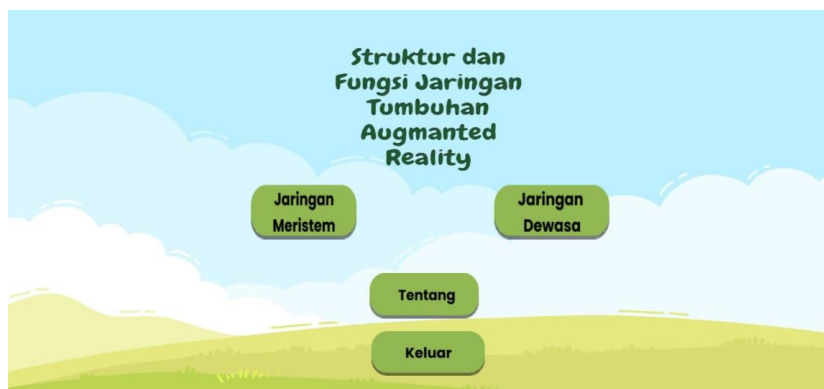 Struktur dan
Fungsi Jaringan
Tumbuhan
Augmanted
Reality
Jaringan
Meristem
Jaringan
Dewasa
Tentang
Keluar